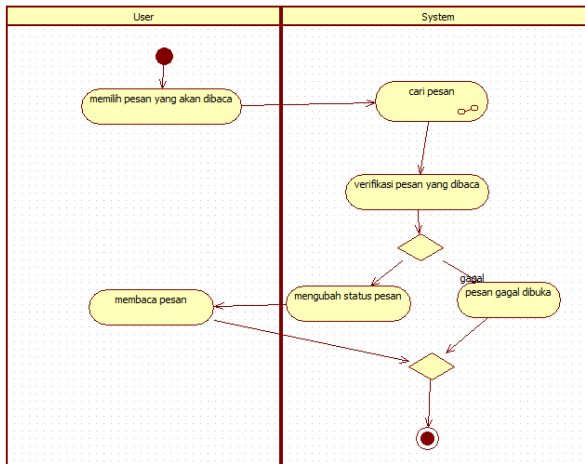 User
System
memilih pesan yang akan dibaca
cari pesan
verifikasi pesan yang dibaca
gagal
pesan gagal dibuka
mengubah status pesan
membaca pesan